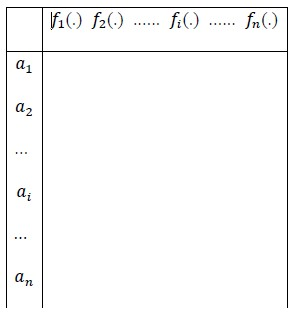 f₁(.) f₂(.) ...... fᵢ(.) ...... fₙ(.)
a₁
a₂
...
aᵢ
...
aₙ